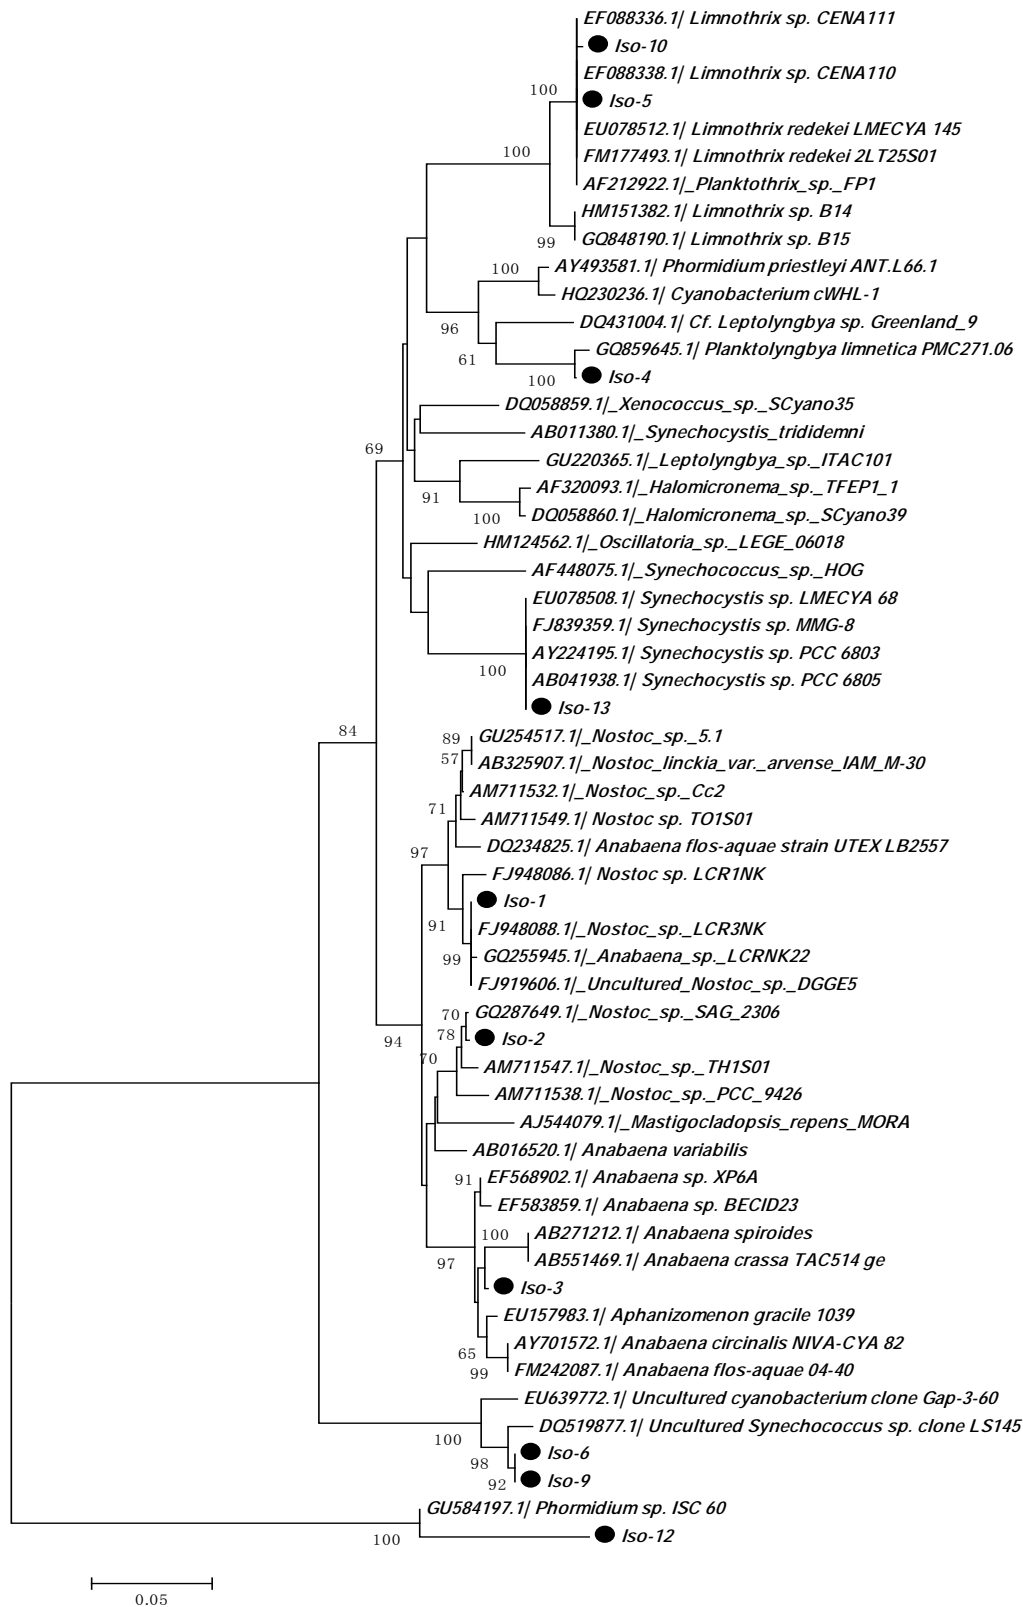 EF088336.1/ Limnothrix sp. CENA111
Iso-10
EF088338.1/ Limnothrix sp. CENA110
100
Iso-5
EU078512.1/ Limnothrix redekei LMECYA 145
100
FM177493.1/ Limnothrix redekei 2LT25S01
AF212922.1/_Planktothrix_sp._FP1
HM151382.1/ Limnothrix sp. B14
99
GQ848190.1/ Limnothrix sp. B15
100
AY493581.1/ Phormidium priestleyi ANT.L66.1
HQ230236.1/ Cyanobacterium cWHL-1
96
DQ431004.1/ Cf. Leptolyngbya sp. Greenland_9
61
GQ859645.1/ Planktolyngbya limnetica PMC271.06
100
Iso-4
DQ058859.1/_Xenococcus_sp._SCyano35
AB011380.1/_Synechocystis_trididemni
69
GU220365.1/_Leptolyngbya_sp._ITAC101
91
AF320093.1/_Halomicronema_sp._TFEP1_1
100
DQ058860.1/_Halomicronema_sp._SCyano39
HM124562.1/_Oscillatoria_sp._LEGE_06018
AF448075.1/_Synechococcus_sp._HOG
EU078508.1/ Synechocystis sp. LMECYA 68
FJ839359.1/ Synechocystis sp. MMG-8
AY224195.1/ Synechocystis sp. PCC 6803
100
AB041938.1/ Synechocystis sp. PCC 6805
Iso-13
84
89
GU254517.1/_Nostoc_sp._5.1
57
AB325907.1/_Nostoc_linckia_var._arvense_IAM_M-30
AM711532.1/_Nostoc_sp._Cc2
71
AM711549.1/ Nostoc sp. TO1S01
DQ234825.1/ Anabaena flos-aquae strain UTEX LB2557
97
FJ948086.1/ Nostoc sp. LCR1NK
Iso-1
91
FJ948088.1/_Nostoc_sp._LCR3NK
99
GQ255945.1/_Anabaena_sp._LCRNK22
FJ919606.1/_Uncultured_Nostoc_sp._DGGE5
70
GQ287649.1/_Nostoc_sp._SAG_2306
78
Iso-2
94
70
AM711547.1/_Nostoc_sp._TH1S01
AM711538.1/_Nostoc_sp._PCC_9426
AJ544079.1/_Mastigocladopsis_repens_MORA
AB016520.1/ Anabaena variabilis
91
EF568902.1/ Anabaena sp. XP6A
EF583859.1/ Anabaena sp. BECID23
100
AB271212.1/ Anabaena spiroides
97
AB551469.1/ Anabaena crassa TAC514 ge
Iso-3
EU157983.1/ Aphanizomenon gracile 1039
65
AY701572.1/ Anabaena circinalis NIVA-CYA 82
99
FM242087.1/ Anabaena flos-aquae 04-40
EU639772.1/ Uncultured cyanobacterium clone Gap-3-60
100
DQ519877.1/ Uncultured Synechococcus sp. clone LS145
98
Iso-6
92
Iso-9
GU584197.1/ Phormidium sp. ISC 60
100
Iso-12
0.05